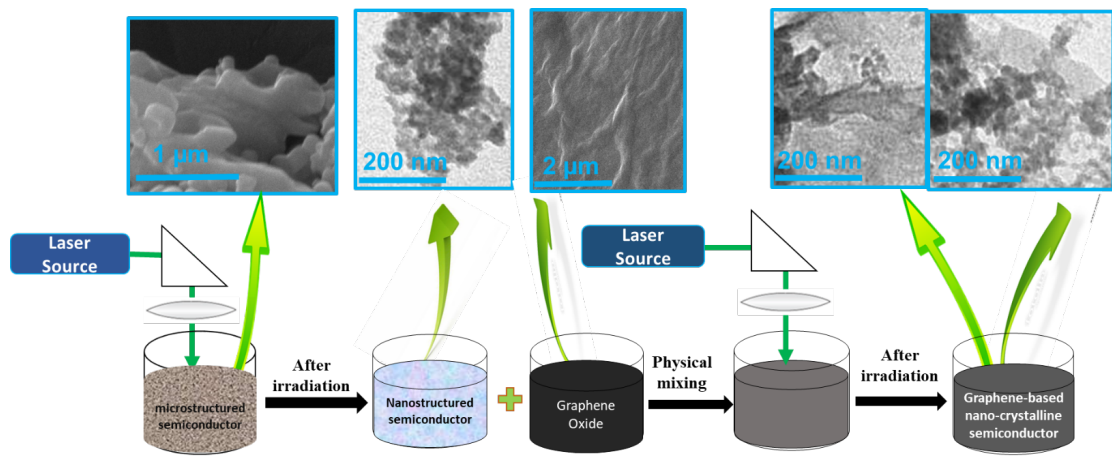 1 µm
200 nm
2 µm
200 nm
200 nm
Laser
Source
Laser
Source
After
irradiation
Physical
mixing
After
irradiation
microstructured
semiconductor
Nanostructured
semiconductor
Graphene
Oxide
Graphene-based
nano-crystalline
semiconductor